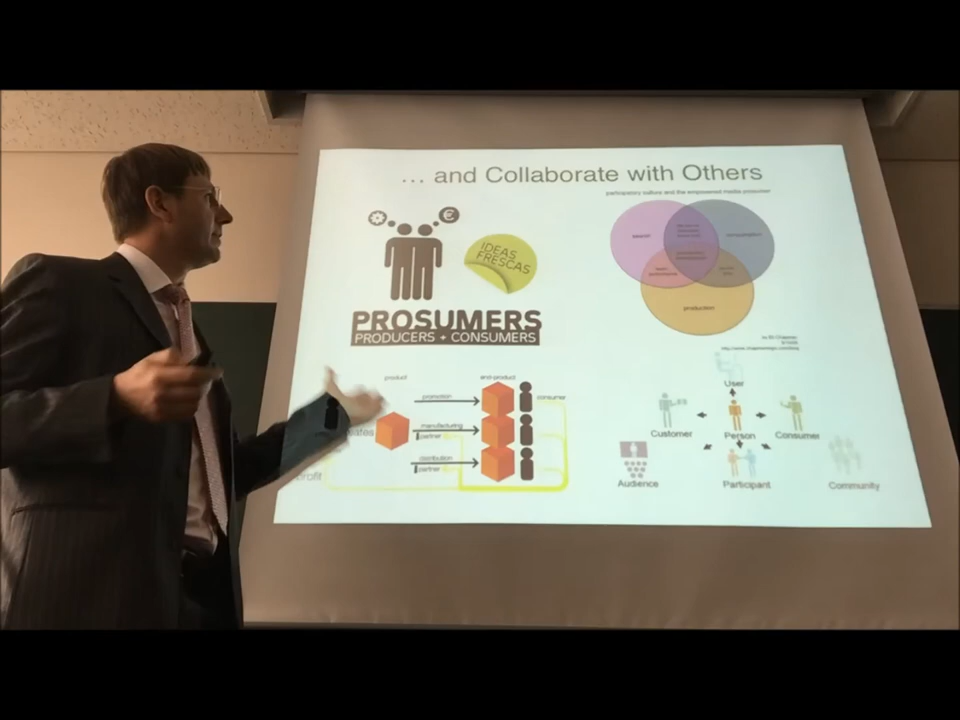 ... and Collaborate with Others
participatory culture and the empowered media prosumer
€
IDEAS
FRESCAS
PROSUMERS
PRODUCERS + CONSUMERS
production
product
end-product
promotion
consumer
manufacturing
partner
distribution
partner
profit
User
Customer
Person
Consumer
Audience
Participant
Community